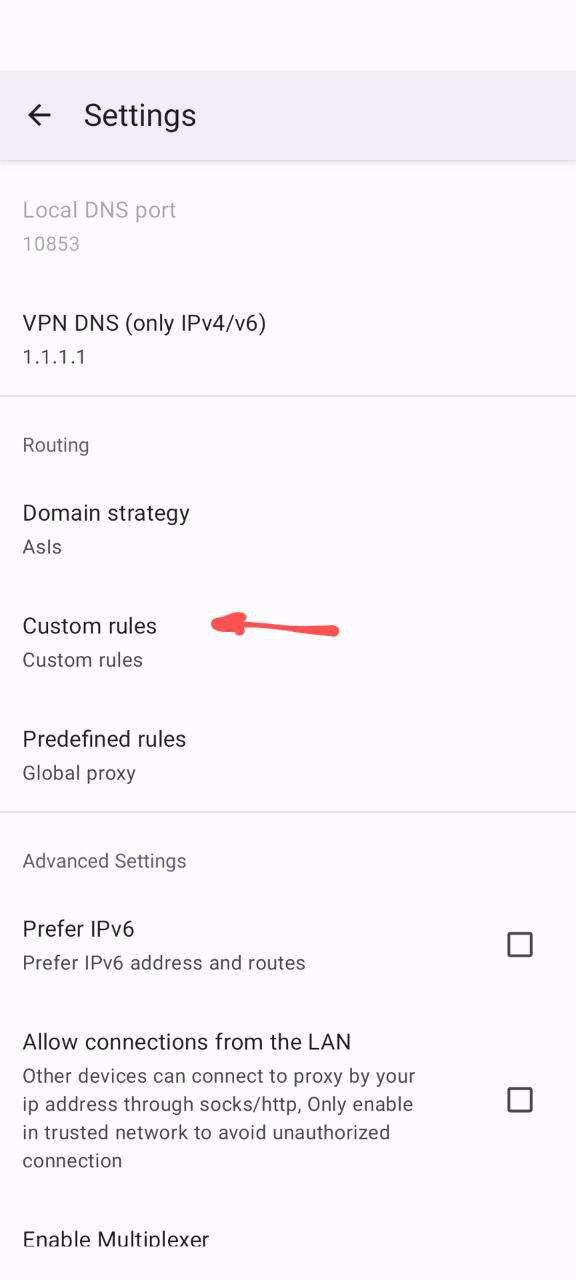 Settings
Local DNS port
10853
VPN DNS (only IPv4/v6)
1.1.1.1
Routing
Domain strategy
AsIs
Custom rules
Custom rules
Predefined rules
Global proxy
Advanced Settings
Prefer IPv6
Prefer IPv6 address and routes
Allow connections from the LAN
Other devices can connect to proxy by your
ip address through socks/http, Only enable
in trusted network to avoid unauthorized
connection
Enable Multiplexer